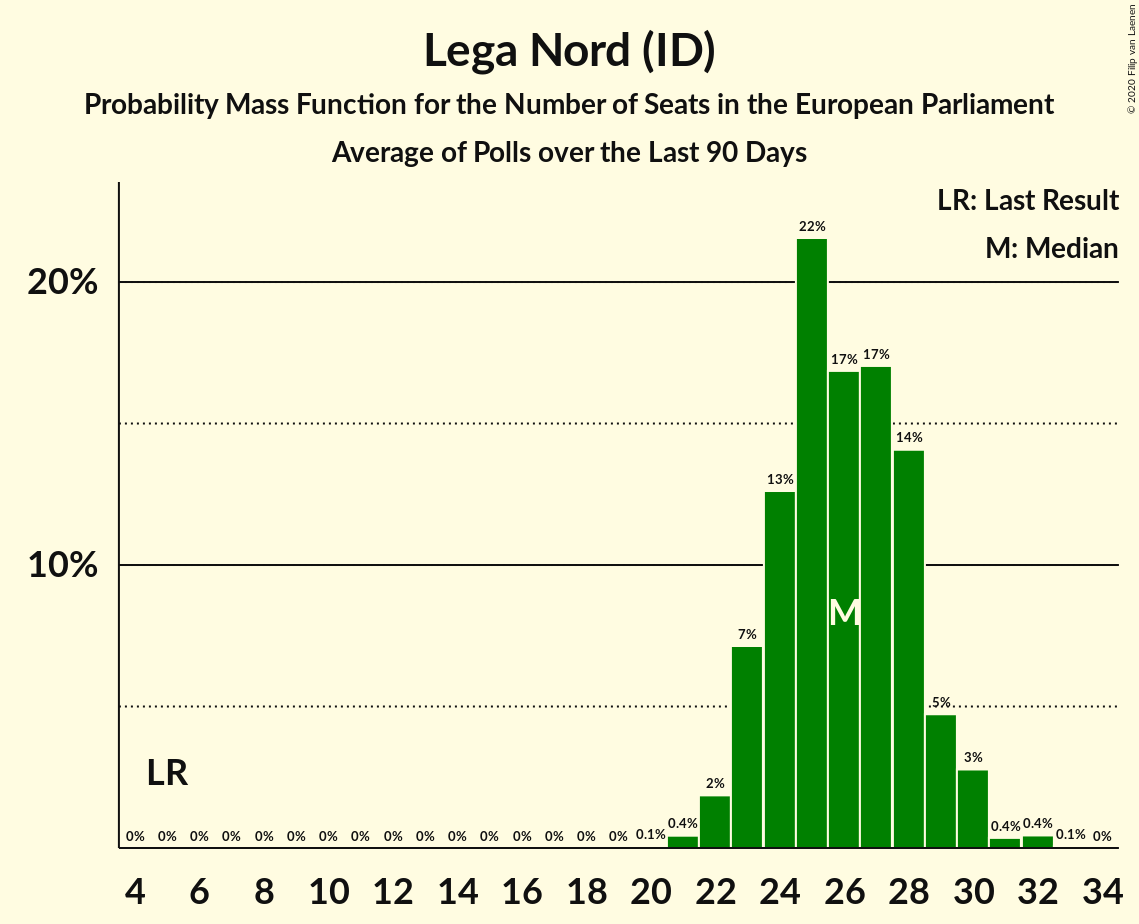 Lega Nord (ID)
Probability Mass Function for the Number of Seats in the European Parliament
Average of Polls over the Last 90 Days
© 2020 Filip van Laenen
LR: Last Result
M: Median
22%
20%
17% 17%
14%
13%
10%
M
7%
5%
LR
3%
2%
0% 0% 0% 0% 0% 0% 0% 0% 0% 0% 0% 0% 0% 0% 0% 0% 0.1% 0.4% 0.4% 0.4% 0.1% 0%
4 6 8 10 12 14 16 18 20 22 24 26 28 30 32 34